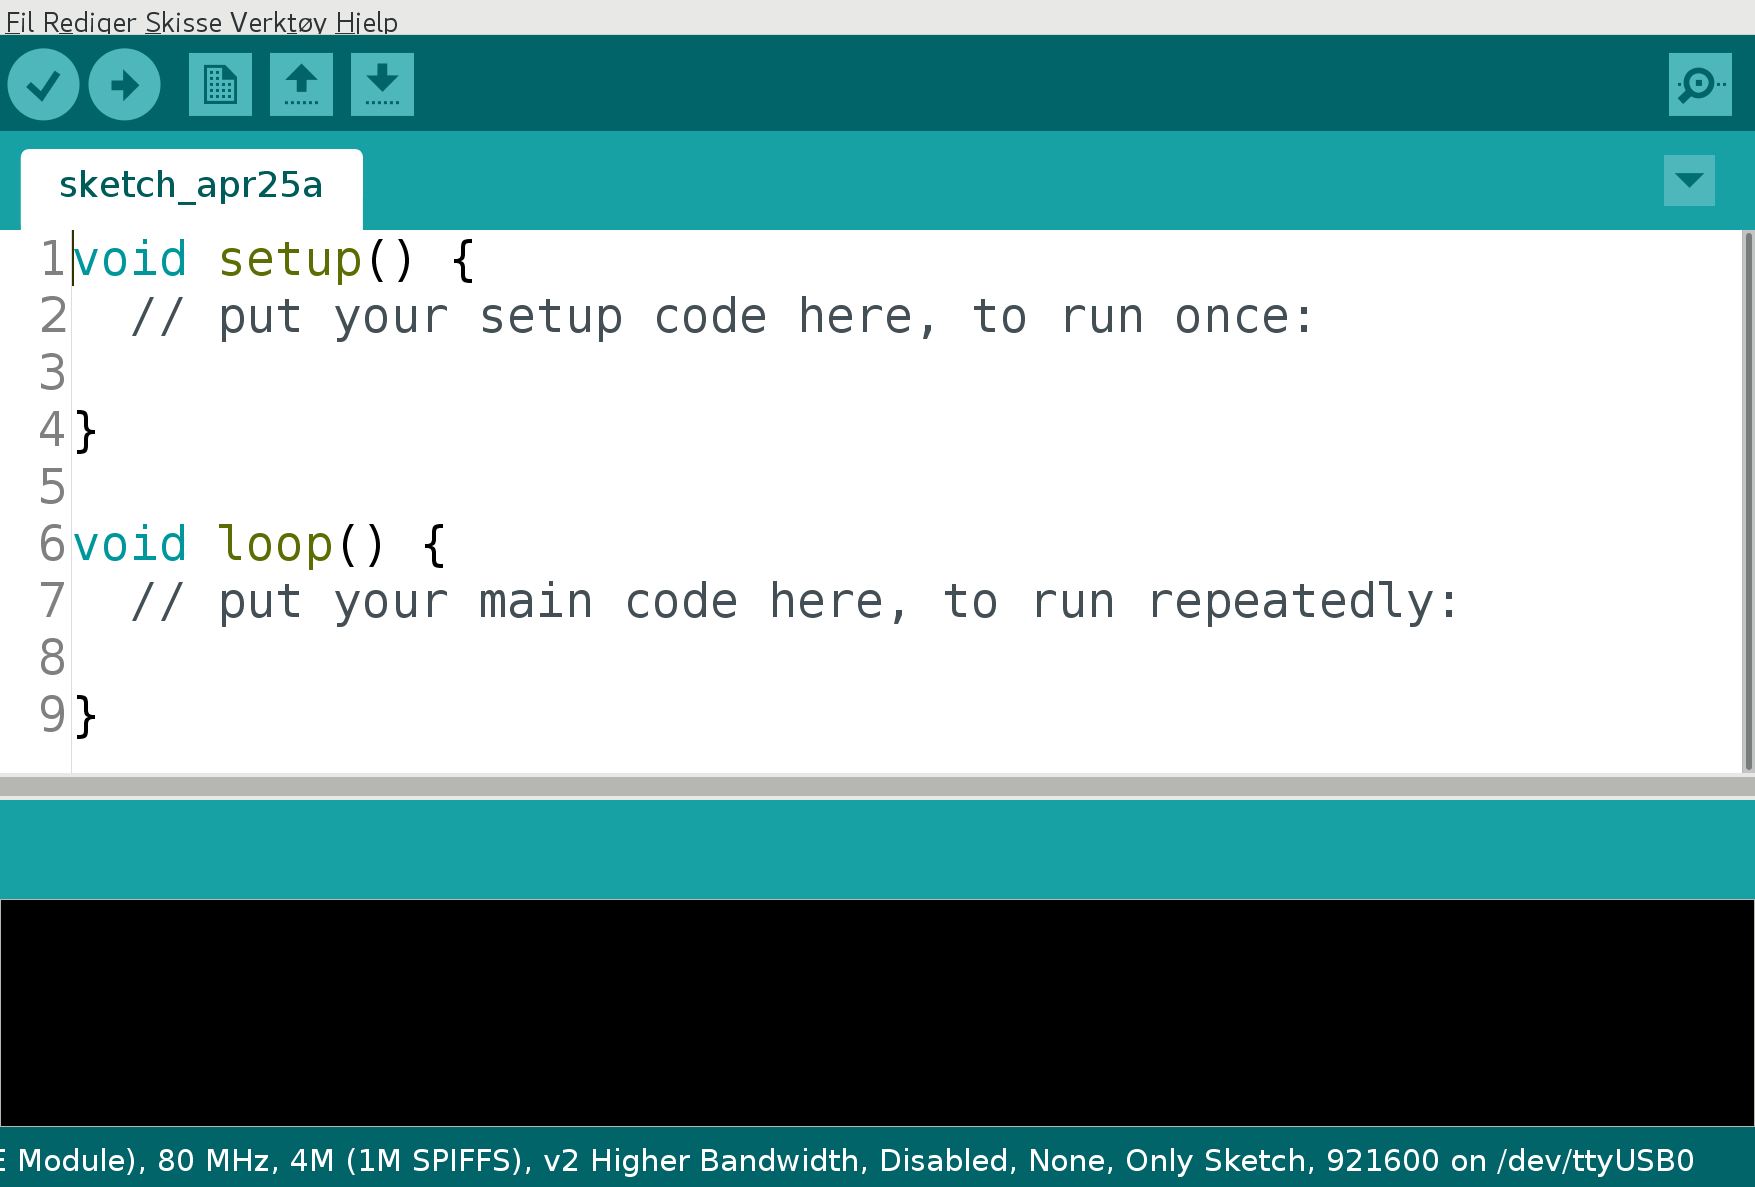 Fil Rediger Skisse Verktøy Hjelp
sketch_apr25a
1 void setup() {
2   // put your setup code here, to run once:
3
4 }
5
6 void loop() {
7   // put your main code here, to run repeatedly:
8
9 }
E Module), 80 MHz, 4M (1M SPIFFS), v2 Higher Bandwidth, Disabled, None, Only Sketch, 921600 on /dev/ttyUSB0